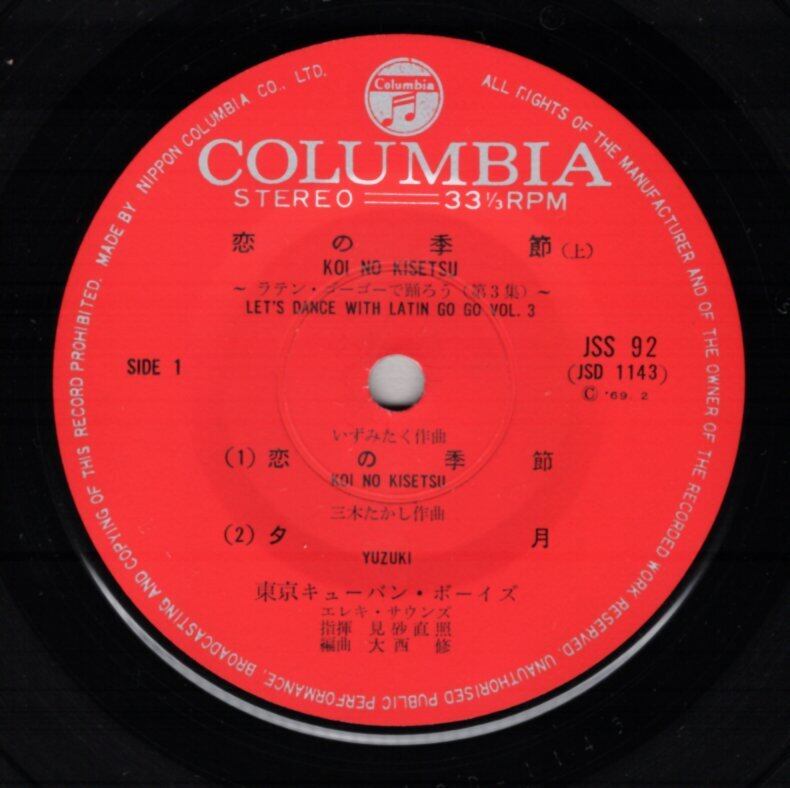 Columbia
COLUMBIA
STEREO 33⅓RPM
恋の季節(上)
KOI NO KISETSU
~ラテン・ゴーゴーで踊ろう(第3集)~
LET'S DANCE WITH LATIN GO GO VOL. 3
SIDE 1
JSS 92
(JSD 1143)
Ⓒ '69. 2
いずみたく作曲
(1) 恋の季節
KOI NO KISETSU
三木たかし作曲
(2) 夕月
YUZUKI
東京キューバン・ボーイズ
エレキ・サウンズ
指揮 見砂直照
編曲 大西修
MADE BY NIPPON COLUMBIA CO., LTD.
ALL RIGHTS OF THE MANUFACTURER AND OF THE OWNER OF THE RECORDED WORK RESERVED. UNAUTHORISED PUBLIC PERFORMANCE, BROADCASTING AND COPYING OF THIS RECORD PROHIBITED.